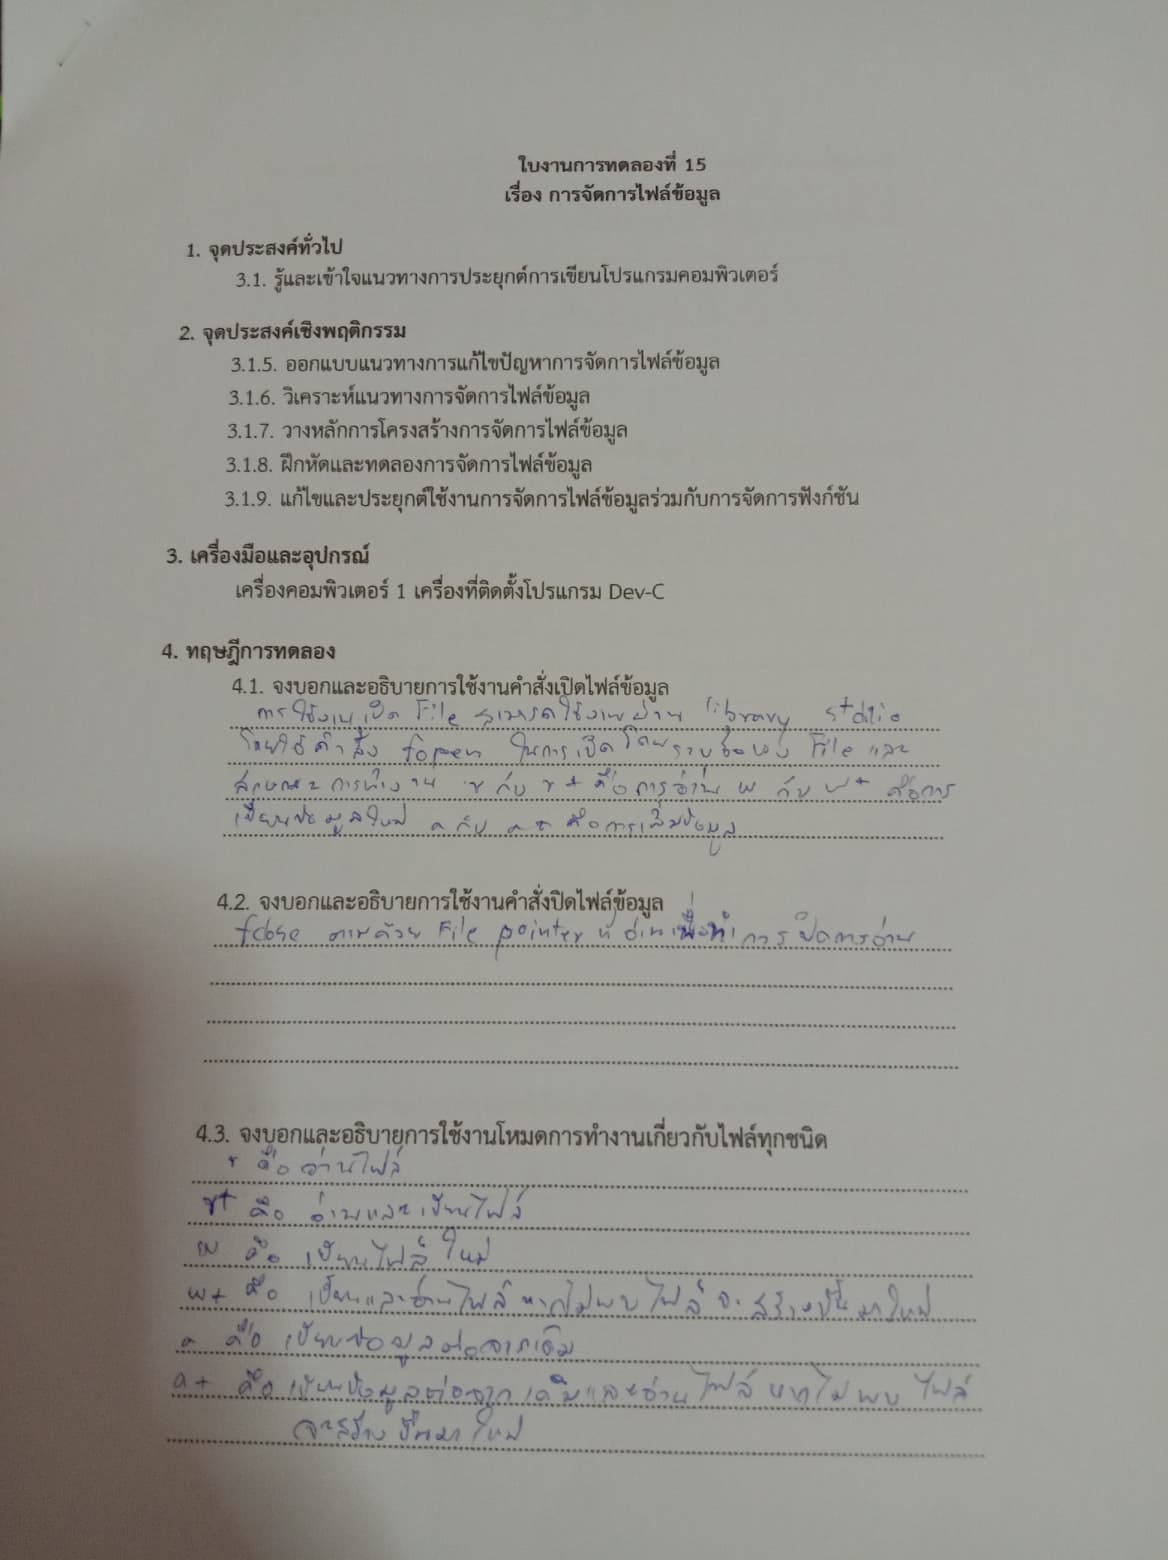 ใบงานการทดลองที่ 15
เรื่อง การจัดการไฟล์ข้อมูล
1. จุดประสงค์ทั่วไป
3.1. รู้และเข้าใจแนวทางการประยุกต์การเขียนโปรแกรมคอมพิวเตอร์
2. จุดประสงค์เชิงพฤติกรรม
3.1.5. ออกแบบแนวทางการแก้ไขปัญหาการจัดการไฟล์ข้อมูล
3.1.6. วิเคราะห์แนวทางการจัดการไฟล์ข้อมูล
3.1.7. วางหลักการโครงสร้างการจัดการไฟล์ข้อมูล
3.1.8. ฝึกหัดและทดลองการจัดการไฟล์ข้อมูล
3.1.9. แก้ไขและประยุกต์ใช้งานการจัดการไฟล์ข้อมูลร่วมกับการจัดการฟังก์ชัน
3. เครื่องมือและอุปกรณ์
เครื่องคอมพิวเตอร์ 1 เครื่องที่ติดตั้งโปรแกรม Dev-C
4. ทฤษฎีการทดลอง
4.1. จงบอกและอธิบายการใช้งานคำสั่งเปิดไฟล์ข้อมูล
การใช้งานเปิด File สามารถใช้งานผ่าน library stdio
โดยใช้คำสั่ง fopen ในการเปิดโดยระบุชื่อของ File และ
ลักษณะการทำงาน r กับ r+ คือการอ่าน w กับ w+ คือการ
เขียนข้อมูลใหม่ a กับ a+ คือการเพิ่มข้อมูล
4.2. จงบอกและอธิบายการใช้งานคำสั่งปิดไฟล์ข้อมูล
fclose ตามด้วย File pointer ที่อ่านเพื่อทำการปิดการอ่าน
4.3. จงบอกและอธิบายการใช้งานโหมดการทำงานเกี่ยวกับไฟล์ทุกชนิด
r คือ อ่านไฟล์
r+ คือ อ่านและเขียนไฟล์
w คือ เขียนไฟล์ใหม่
w+ คือ เขียนและอ่านไฟล์ หากไม่พบไฟล์จะสร้างขึ้นมาใหม่
a คือ เขียนข้อมูลต่อจากเดิม
a+ คือ เขียนข้อมูลต่อจากเดิมและอ่านไฟล์ หากไม่พบไฟล์
จะสร้างขึ้นมาใหม่